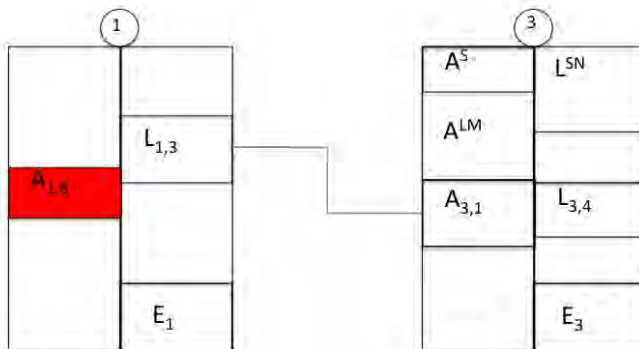 1
3
A^S
L^SN
L_1,3
A^LM
A_1,6
A_3,1
L_3,4
E_1
E_3